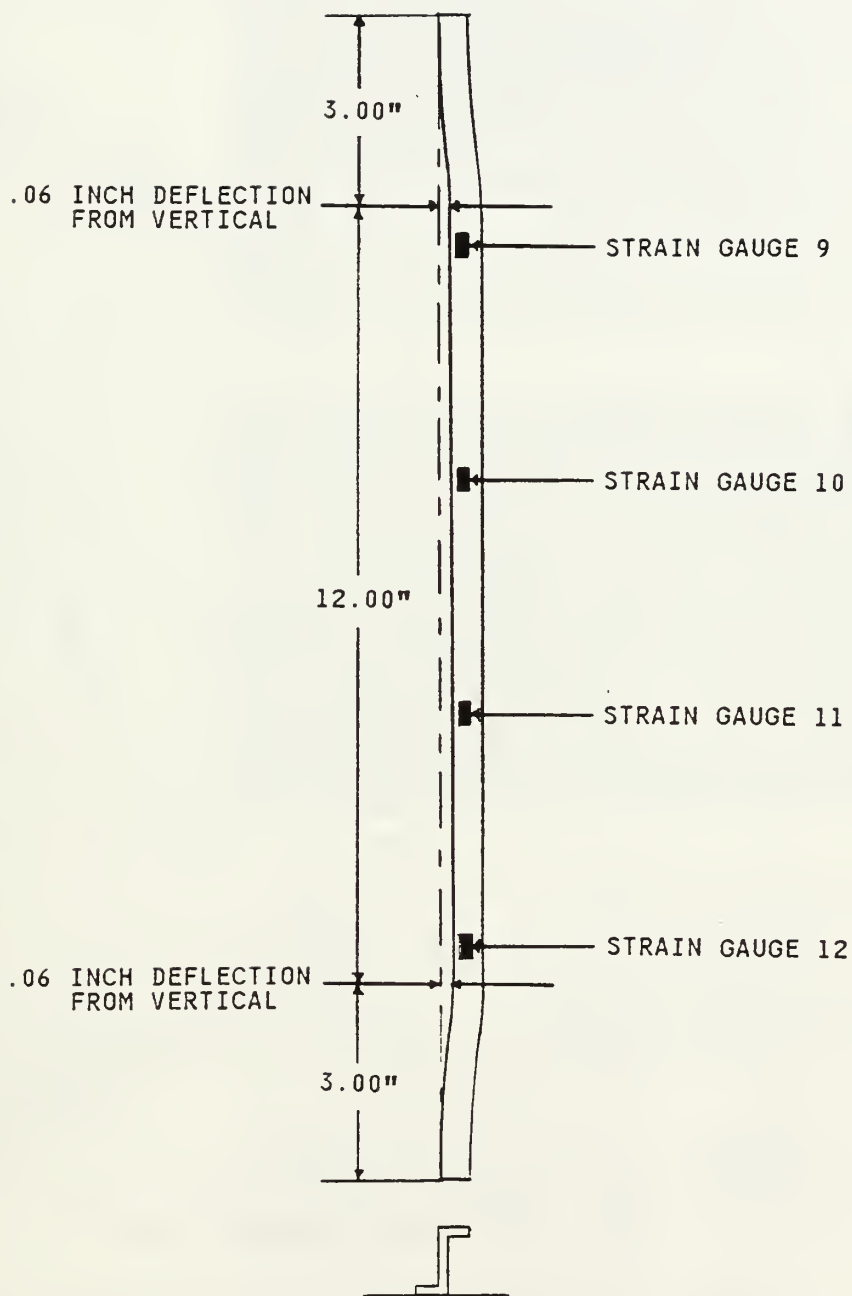 3.00"
.06 INCH DEFLECTION
FROM VERTICAL
STRAIN GAUGE 9
STRAIN GAUGE 10
12.00"
STRAIN GAUGE 11
STRAIN GAUGE 12
.06 INCH DEFLECTION
FROM VERTICAL
3.00"